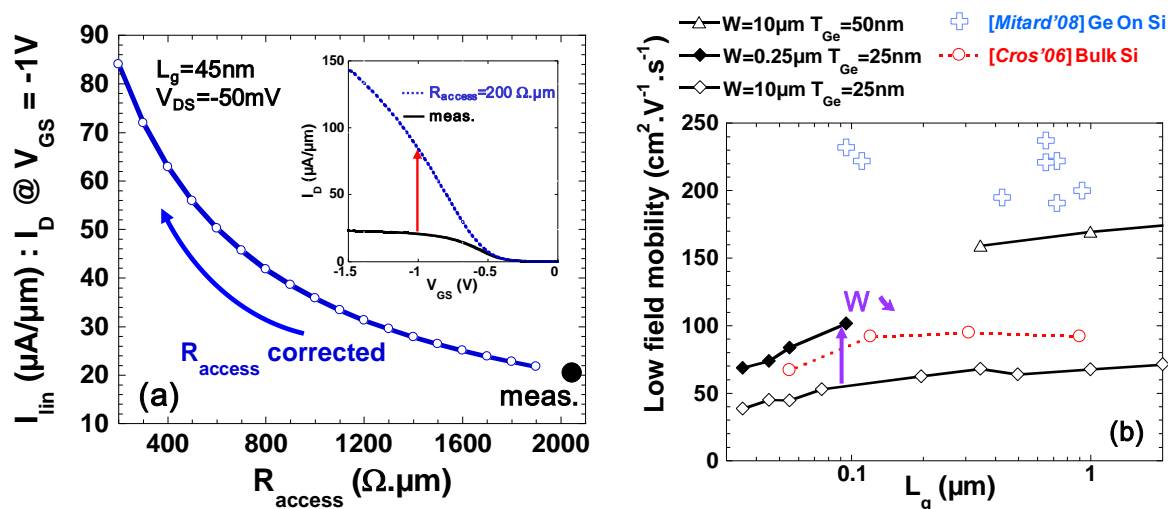 I_lin (µA/µm) : I_D @ V_GS = -1V
90
80
70
60
50
40
30
20
10
L_g=45nm
V_DS=-50mV
I_D (µA/µm)
150
100
50
0
R_access=200 Ω.µm
meas.
-1.5
-1
-0.5
0
V_GS (V)
R_access corrected
(a)
meas.
400
800
1200
1600
2000
R_access (Ω.µm)
W=10µm T_Ge=50nm
W=0.25µm T_Ge=25nm
W=10µm T_Ge=25nm
[Mitard'08] Ge On Si
[Cros'06] Bulk Si
Low field mobility (cm².V⁻¹.s⁻¹)
250
200
150
100
50
0
W
(b)
0.1
1
L_g (µm)